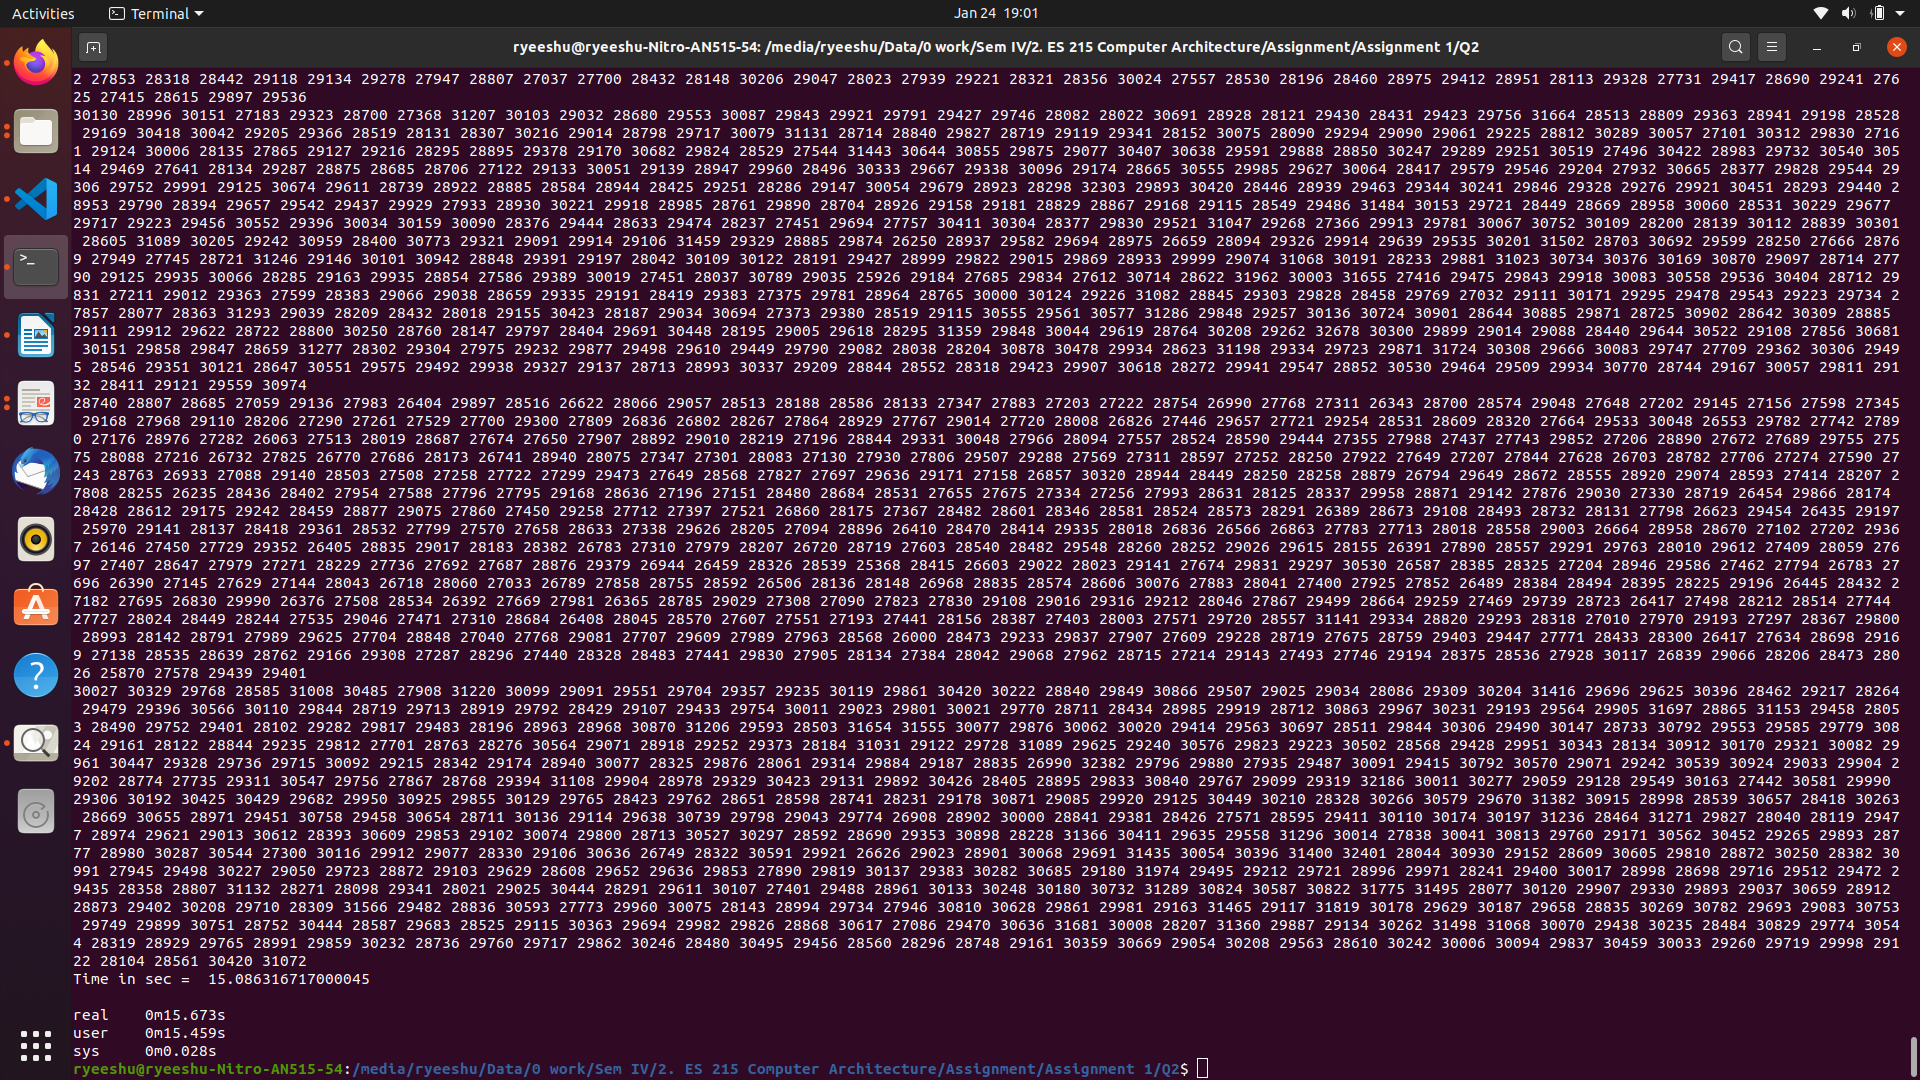 Activities Terminal Jan 24 19:01
ryeeshu@ryeeshu-Nitro-AN515-54: /media/ryeeshu/Data/0 work/Sem IV/2. ES 215 Computer Architecture/Assignment/Assignment 1/Q2
2 27853 28318 28442 29118 29134 29278 27947 28807 27037 27700 28432 28148 30206 29047 28023 27939 29221 28321 28356 30024 27557 28530 28196 28460 28975 29412 28951 28113 29328 27731 29417 28690 29241 276
25 27415 28615 29897 29536
30130 28996 30151 27183 29323 28700 27368 31207 30103 29032 28680 29553 30087 29843 29921 29791 29427 29746 28082 28022 30691 28928 28121 29430 28431 29423 29756 31664 28513 28809 29363 28941 29198 28528
29169 30418 30042 29205 29366 28519 28131 28307 30216 29014 28798 29717 30079 31131 28714 28840 29827 28719 29119 29341 28152 30075 28090 29294 29090 29061 29225 28812 30289 30057 27101 30312 29830 2716
1 29124 30006 28135 27865 29127 29216 28295 28895 29378 29170 30682 29824 28529 27544 31443 30644 30855 29875 29077 30407 30638 29591 29888 28850 30247 29289 29251 30519 27496 30422 28983 29732 30540 305
14 29469 27641 28134 29287 28875 28685 28706 27122 29133 30051 29139 28947 29960 28496 30333 29667 29338 30096 29174 28665 30555 29985 29627 30064 28417 29579 29546 29204 27932 30665 28377 29828 29544 29
306 29752 29991 29125 30674 29611 28739 28922 28885 28584 28944 28425 29251 28286 29147 30054 29679 28923 28298 32303 29893 30420 28446 28939 29463 29344 30241 29846 29328 29276 29921 30451 28293 29440 2
8953 29790 28394 29657 29542 29437 29929 27933 28930 30221 29918 28985 28761 29890 28704 28926 29158 29181 28829 28867 29168 29115 28549 29486 31484 30153 29721 28449 28669 28958 30060 28531 30229 29677
29717 29223 29456 30552 29396 30034 30159 30090 28376 29444 28633 29474 28237 27451 29694 27757 30411 30304 28377 29830 29521 31047 29268 27366 29913 29781 30067 30752 30109 28200 28139 30112 28839 30301
28605 31089 30205 29242 30959 28400 30773 29321 29091 29914 29106 31459 29329 28885 29874 26250 28937 29582 29694 28975 26659 28094 29326 29914 29639 29535 30201 31502 28703 30692 29599 28250 27666 2876
9 27949 27745 28721 31246 29146 30101 30942 28848 29391 29197 28042 30109 30122 28191 29427 28999 29822 29015 29869 28933 29999 29074 31068 30191 28233 29881 31023 30734 30376 30169 30870 29097 28714 277
90 29125 29935 30066 28285 29163 29935 28854 27586 29389 30019 27451 28037 30789 29035 25926 29184 27685 29834 27612 30714 28622 31962 30003 31655 27416 29475 29843 29918 30083 30558 29536 30404 28712 29
831 27211 29012 29363 27599 28383 29066 29038 28659 29335 29191 28419 29383 27375 29781 28964 28765 30000 30124 29226 31082 28845 29303 29828 28458 29769 27032 29111 30171 29295 29478 29543 29223 29734 2
7857 28077 28363 31293 29039 28209 28432 28018 29155 30423 28187 29034 30694 27373 29380 28519 29115 30555 29561 30577 31286 29848 29257 30136 30724 30901 28644 30885 29871 28725 30902 28642 30309 28885
29111 29912 29622 28722 28800 30250 28760 28147 29797 28404 29691 30448 28195 29005 29618 28825 31359 29848 30044 29619 28764 30208 29262 32678 30300 29899 29014 29088 28440 29644 30522 29108 27856 30681
30151 29858 29847 28659 31277 28302 29304 27975 29232 29877 29498 29610 29449 29790 29082 28038 28204 30878 30478 29934 28623 31198 29334 29723 29871 31724 30308 29666 30083 29747 27709 29362 30306 2949
5 28546 29351 30121 28647 30551 29575 29492 29938 29327 29137 28713 28993 30337 29209 28844 28552 28318 29423 29907 30618 28272 29941 29547 28852 30530 29464 29509 29934 30770 28744 29167 30057 29811 291
32 28411 29121 29559 30974
28740 28807 28685 27059 29136 27983 26404 29897 28516 26622 28066 29057 28513 28188 28586 28133 27347 27883 27203 27222 28754 26990 27768 27311 26343 28700 28574 29048 27648 27202 29145 27156 27598 27345
29168 27968 29110 28206 27290 27261 27529 27700 29300 27809 26836 26802 28267 27864 28929 27767 29014 27720 28008 26826 27446 29657 27721 29254 28531 28609 28320 27664 29533 30048 26553 29782 27742 2789
0 27176 28976 27282 26063 27513 28019 28687 27674 27650 27907 28892 29010 28219 27196 28844 29331 30048 27966 28094 27557 28524 28590 29444 27355 27988 27437 27743 29852 27206 28890 27672 27689 29755 275
75 28088 27216 26732 27825 26770 27686 28173 26741 28940 28075 27347 27301 28083 27130 27930 27806 29507 29288 27569 27311 28597 27252 28250 27922 27649 27207 27844 27628 26703 28782 27706 27274 27590 27
243 28763 26933 27088 29140 28503 27508 27258 27722 27299 29473 27649 28568 27827 27697 29636 29171 27158 26857 30320 28944 28449 28250 28258 28879 26794 29649 28672 28555 28920 29074 28593 27414 28207 2
7808 28255 26235 28436 28402 27954 27588 27796 27795 29168 28636 27196 27151 28480 28684 28531 27655 27675 27334 27256 27993 28631 28125 28337 29958 28871 29142 27876 29030 27330 28719 26454 29866 28174
28428 28612 29175 29242 28459 28877 29075 27860 27450 29258 27712 27397 27521 26860 28175 27367 28482 28601 28346 28581 28524 28573 28291 26389 28673 29108 28493 28732 28131 27798 26623 29454 26435 29197
25970 29141 28137 28418 29361 28532 27799 27570 27658 28633 27338 29626 28205 27094 28896 26410 28470 28414 29335 28018 26836 26566 26863 27783 27713 28018 28558 29003 26664 28958 28670 27102 27202 2936
7 26146 27450 27729 29352 26405 28835 29017 28183 28382 26783 27310 27979 28207 26720 28719 27603 28540 28482 29548 28260 28252 29026 29615 28155 26391 27890 28557 29291 29763 28010 29612 27409 28059 276
97 27407 28647 27979 27271 28229 27736 27692 27687 28876 29379 26944 26459 28326 28539 25368 28415 26603 29022 28023 29141 27674 29831 29297 30530 26587 28385 28325 27204 28946 29586 27462 27794 26783 27
696 26390 27145 27629 27144 28043 26718 28060 27033 26789 27858 28755 28592 26506 28136 28148 26968 28835 28574 28606 30076 27883 28041 27400 27925 27852 26489 28384 28494 28395 28225 29196 26445 28432 2
7182 27695 26830 29990 26376 27508 28534 26392 27669 27981 26365 28785 29029 27308 27090 27823 27830 29108 29016 29316 29212 28046 27867 29499 28664 29259 27469 29739 28723 26417 27498 28212 28514 27744
27727 28024 28449 28244 27535 29046 27471 27310 28684 26408 28045 28570 27607 27551 27193 27441 28156 28387 27403 28003 27571 29720 28557 31141 29334 28820 29293 28318 27010 27970 29193 27297 28367 29800
28993 28142 28791 27989 29625 27704 28848 27040 27768 29081 27707 29609 27989 27963 28568 26000 28473 29233 29837 27907 27609 29228 28719 27675 28759 29403 29447 27771 28433 28300 26417 27634 28698 2916
9 27138 28535 28639 28762 29166 29308 27287 28296 27440 28328 28483 27441 29830 27905 28134 27384 28042 29068 27962 28715 27214 29143 27493 27746 29194 28375 28536 27928 30117 26839 29066 28206 28473 280
26 25870 27578 29439 29401
30027 30329 29768 28585 31008 30485 27908 31220 30099 29091 29551 29704 29357 29235 30119 29861 30420 30222 28840 29849 30866 29507 29025 29034 28086 29309 30204 31416 29696 29625 30396 28462 29217 28264
29479 29396 30566 30110 29844 28719 29713 28919 29792 28429 29107 29433 29754 30011 29023 29801 30021 29770 28711 28434 28985 29919 28712 30863 29967 30231 29193 29564 29905 31697 28865 31153 29458 2805
3 28490 29752 29401 28102 29282 29817 29483 28196 28963 28968 30870 31206 29593 28503 31654 31555 30077 29876 30062 30020 29414 29563 30697 28511 29844 30306 29490 30147 28733 30792 29553 29585 29779 308
24 29161 28122 28844 29235 29812 27701 28763 28276 30564 29071 28918 29252 29373 28184 31031 29122 29728 31089 29625 29240 30576 29823 29223 30502 28568 29428 29951 30343 28134 30912 30170 29321 30082 29
961 30447 29328 29736 29715 30092 29215 28342 29174 28940 30077 28325 29876 28061 29314 29884 29187 28835 26990 32382 29796 29880 27935 29487 30091 29415 30792 30570 29071 29242 30539 30924 29033 29904 2
9202 28774 27735 29311 30547 29756 27867 28768 29394 31108 29904 28978 29329 30423 29131 29892 30426 28405 28895 29833 30840 29767 29099 29319 32186 30011 30277 29059 29128 29549 30163 27442 30581 29990
29306 30192 30425 30429 29682 29950 30925 29855 30129 29765 28423 29762 28651 28598 28741 28231 29178 30871 29085 29920 29125 30449 30210 28328 30266 30579 29670 31382 30915 28998 28539 30657 28418 30263
28669 30655 28971 29451 30758 29458 30654 28711 30136 29114 29638 30739 29798 29043 29774 26908 28902 30000 28841 29381 28426 27571 28595 29411 30110 30174 30197 31236 28464 31271 29827 28040 28119 2947
7 28974 29621 29013 30612 28393 30609 29853 29102 30074 29800 28713 30527 30297 28592 28690 29353 30898 28228 31366 30411 29635 29558 31296 30014 27838 30041 30813 29760 29171 30562 30452 29265 29893 287
77 28980 30287 30544 27300 30116 29912 29077 28330 29106 30636 26749 28322 30591 29921 26626 29023 28901 30068 29691 31435 30054 30396 31400 32401 28044 30930 29152 28609 30605 29810 28872 30250 28382 30
991 27945 29498 30227 29050 29723 28872 29103 29629 28608 29652 29636 29853 27890 29819 30137 29383 30282 30685 29180 31974 29495 29212 29721 28996 29971 28241 29400 30017 28998 28698 29716 29512 29472 2
9435 28358 28807 31132 28271 28098 29341 28021 29025 30444 28291 29611 30107 27401 29488 28961 30133 30248 30180 30732 31289 30824 30587 30822 31775 31495 28077 30120 29907 29330 29893 29037 30659 28912
28873 29402 30208 29710 28309 31566 29482 28836 30593 27773 29960 30075 28143 28994 29734 27946 30810 30628 29861 29981 29163 31465 29117 31819 30178 29629 30187 29658 28835 30269 30782 29693 29083 30753
29749 29899 30751 28752 30444 28587 29683 28525 29115 30363 29694 29982 29826 28868 30617 27086 29470 30636 31681 30008 28207 31360 29887 29134 30262 31498 31068 30070 29438 30235 28484 30829 29774 3054
4 28319 28929 29765 28991 29859 30232 28736 29760 29717 29862 30246 28480 30495 29456 28560 28296 28748 29161 30359 30669 29054 30208 29563 28610 30242 30006 30094 29837 30459 30033 29260 29719 29998 291
22 28104 28561 30420 31072
Time in sec =  15.086316717000045
real    0m15.673s
user    0m15.459s
sys     0m0.028s
ryeeshu@ryeeshu-Nitro-AN515-54:/media/ryeeshu/Data/0 work/Sem IV/2. ES 215 Computer Architecture/Assignment/Assignment 1/Q2$